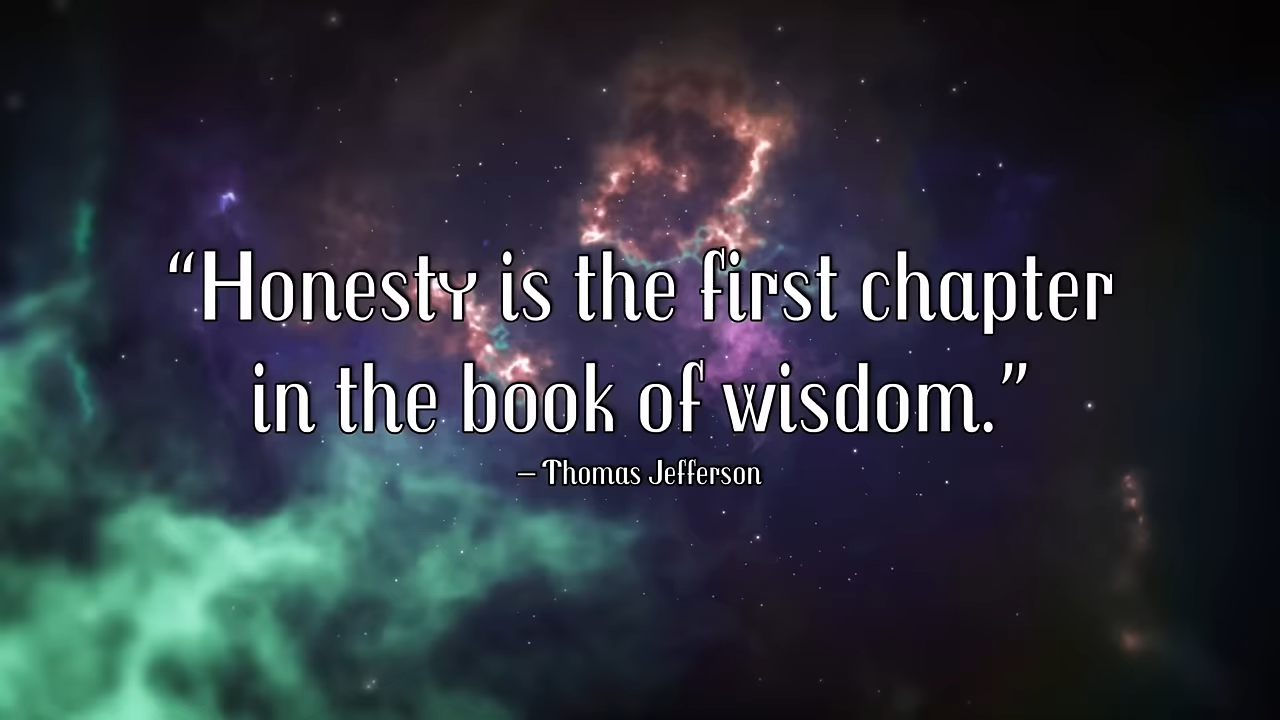 “Honesty is the first chapter
in the book of wisdom.”
– Thomas Jefferson